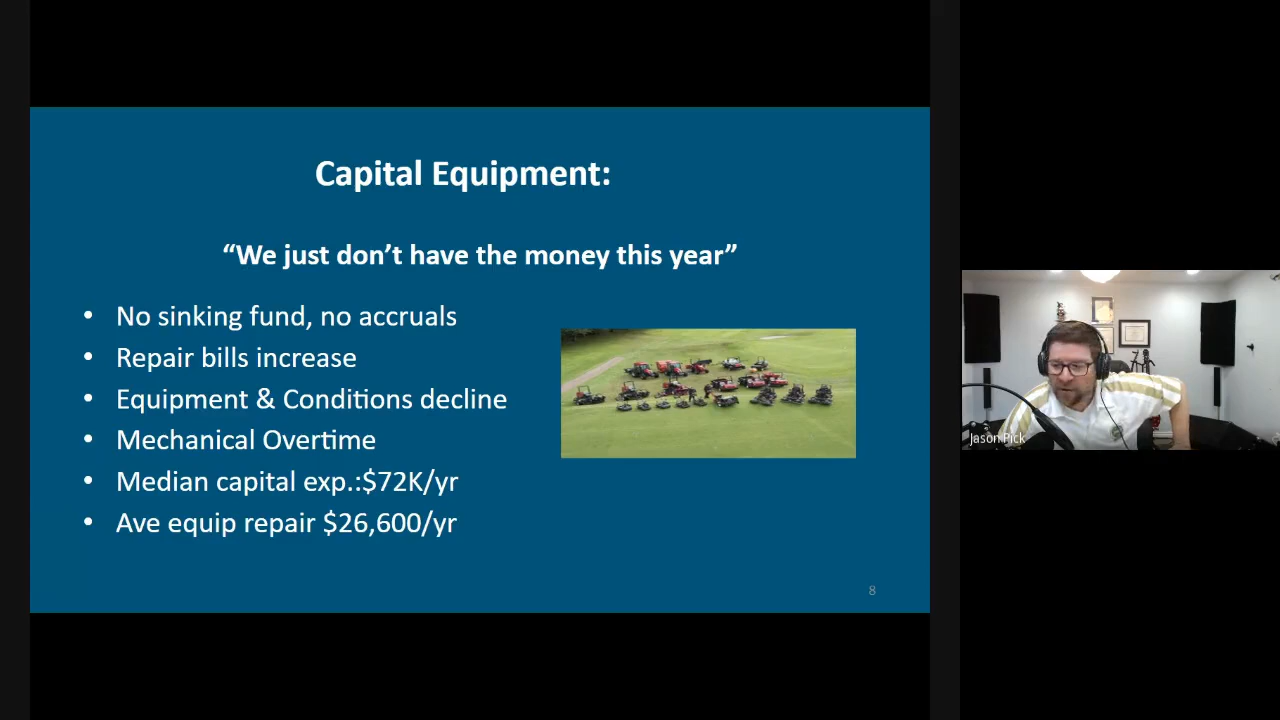 Capital Equipment:
“We just don’t have the money this year”
• No sinking fund, no accruals
• Repair bills increase
• Equipment & Conditions decline
• Mechanical Overtime
• Median capital exp.:$72K/yr
• Ave equip repair $26,600/yr
8
Jason Pick